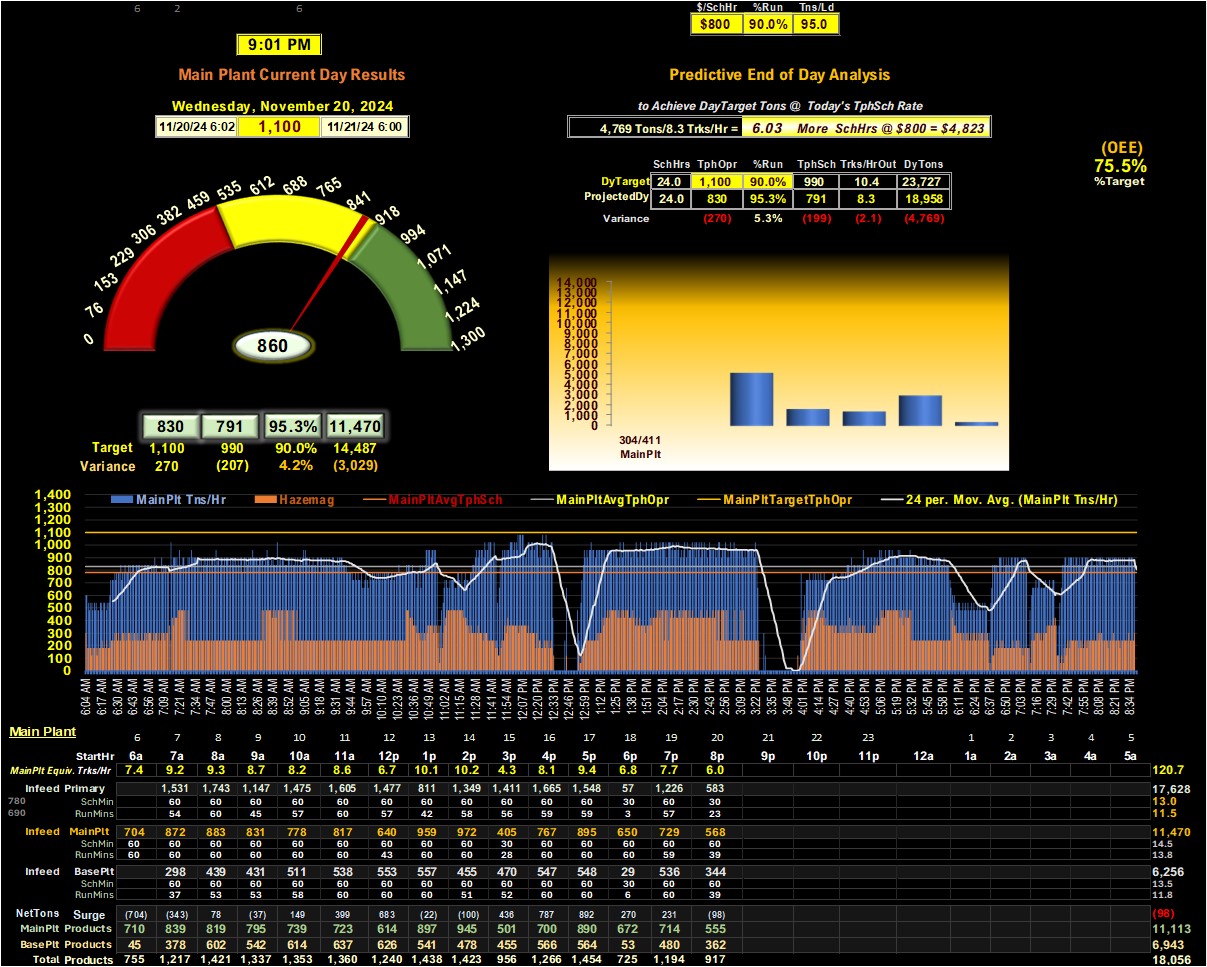 6 2 6
$/SchHr %Run Tns/Ld
$800 90.0% 95.0
9:01 PM
Main Plant Current Day Results
Predictive End of Day Analysis
Wednesday, November 20, 2024
to Achieve DayTarget Tons @ Today's TphSch Rate
11/20/24 6:02 1,100 11/21/24 6:00
4,769 Tons/8.3 Trks/Hr = 6.03 More SchHrs @ $800 = $4,823
(OEE)
75.5%
%Target
SchHrs TphOpr %Run TphSch Trks/HrOut DyTons
DyTarget 24.0 1,100 90.0% 990 10.4 23,727
ProjectedDy 24.0 830 95.3% 791 8.3 18,958
Variance (270) 5.3% (199) (2.1) (4,769)
0 76 153 229 306 382 459 535 612 688 765 841 918 994 1,071 1,147 1,224 1,300
860
14,000
13,000
12,000
11,000
10,000
9,000
8,000
7,000
6,000
5,000
4,000
3,000
2,000
1,000
0
304/411
MainPlt
830 791 95.3% 11,470
Target 1,100 990 90.0% 14,487
Variance 270 (207) 4.2% (3,029)
MainPlt Tns/Hr Hazemag MainPltAvgTphSch MainPltAvgTphOpr MainPltTargetTphOpr 24 per. Mov. Avg. (MainPlt Tns/Hr)
1,400
1,300
1,200
1,100
1,000
900
800
700
600
500
400
300
200
100
0
6:04 AM 6:17 AM 6:30 AM 6:43 AM 6:56 AM 7:09 AM 7:21 AM 7:34 AM 7:47 AM 8:00 AM 8:13 AM 8:26 AM 8:39 AM 8:52 AM 9:05 AM 9:18 AM 9:31 AM 9:44 AM 9:57 AM 10:10 AM 10:23 AM 10:36 AM 10:49 AM 11:02 AM 11:15 AM 11:28 AM 11:41 AM 11:54 AM 12:07 PM 12:20 PM 12:33 PM 12:46 PM 12:59 PM 1:12 PM 1:25 PM 1:38 PM 1:51 PM 2:04 PM 2:17 PM 2:30 PM 2:43 PM 2:56 PM 3:09 PM 3:22 PM 3:35 PM 3:48 PM 4:01 PM 4:14 PM 4:27 PM 4:40 PM 4:53 PM 5:06 PM 5:19 PM 5:32 PM 5:45 PM 5:58 PM 6:11 PM 6:24 PM 6:37 PM 6:50 PM 7:03 PM 7:16 PM 7:29 PM 7:42 PM 7:55 PM 8:08 PM 8:21 PM 8:34 PM
Main Plant
6 7 8 9 10 11 12 13 14 15 16 17 18 19 20 21 22 23 1 2 3 4 5
StartHr 6a 7a 8a 9a 10a 11a 12p 1p 2p 3p 4p 5p 6p 7p 8p 9p 10p 11p 12a 1a 2a 3a 4a 5a
MainPlt Equiv. Trks/Hr 7.4 9.2 9.3 8.7 8.2 8.6 6.7 10.1 10.2 4.3 8.1 9.4 6.8 7.7 6.0 120.7
Infeed Primary 1,531 1,743 1,147 1,475 1,605 1,477 811 1,349 1,411 1,665 1,548 57 1,226 583 17,628
780 SchMin 60 60 60 60 60 60 60 60 60 60 60 30 60 30 13.0
690 RunMins 54 60 45 57 60 57 42 58 56 59 59 3 57 23 11.5
Infeed MainPlt 704 872 883 831 778 817 640 959 972 405 767 895 650 729 568 11,470
SchMin 60 60 60 60 60 60 60 60 60 30 60 60 60 60 60 14.5
RunMins 60 60 60 60 60 60 43 60 60 28 60 60 60 59 39 13.8
Infeed BasePlt 298 439 431 511 538 553 557 455 470 547 548 29 536 344 6,256
SchMin 60 60 60 60 60 60 60 60 60 60 60 30 60 60 13.5
RunMins 37 53 53 58 60 60 60 51 52 60 60 6 60 39 11.8
NetTons Surge (704) (343) 78 (37) 149 399 683 (22) (100) 436 787 892 270 231 (98) (98)
MainPlt Products 710 839 819 795 739 723 614 897 945 501 700 890 672 714 555 11,113
BasePlt Products 45 378 602 542 614 637 626 541 478 455 566 564 53 480 362 6,943
Total Products 755 1,217 1,421 1,337 1,353 1,360 1,240 1,438 1,423 956 1,266 1,454 725 1,194 917 18,056